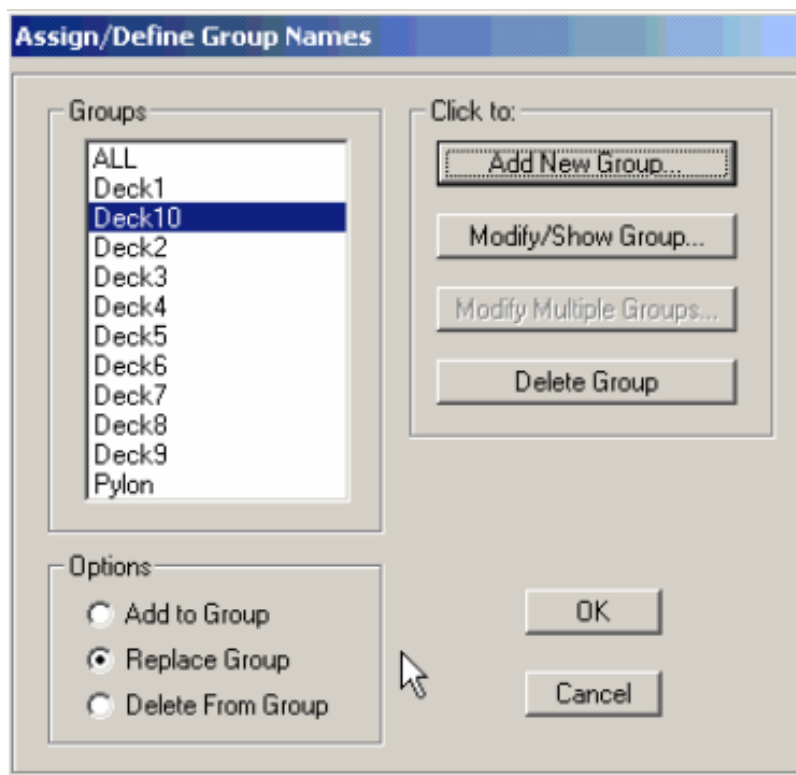 Assign/Define Group Names
Groups
ALL
Deck1
Deck10
Deck2
Deck3
Deck4
Deck5
Deck6
Deck7
Deck8
Deck9
Pylon
Click to:
Add New Group...
Modify/Show Group...
Modify Multiple Groups...
Delete Group
Options
Add to Group
Replace Group
Delete From Group
OK
Cancel